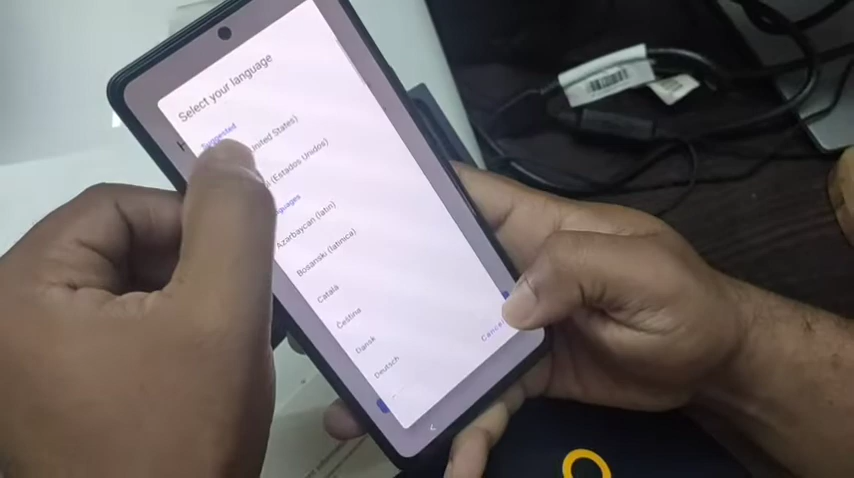 Select your language
Suggested
United States)
(Estados Unidos)
Azərbaycan (latın)
Bosanski (latinica)
Català
Čeština
Dansk
Deutsch
Cancel